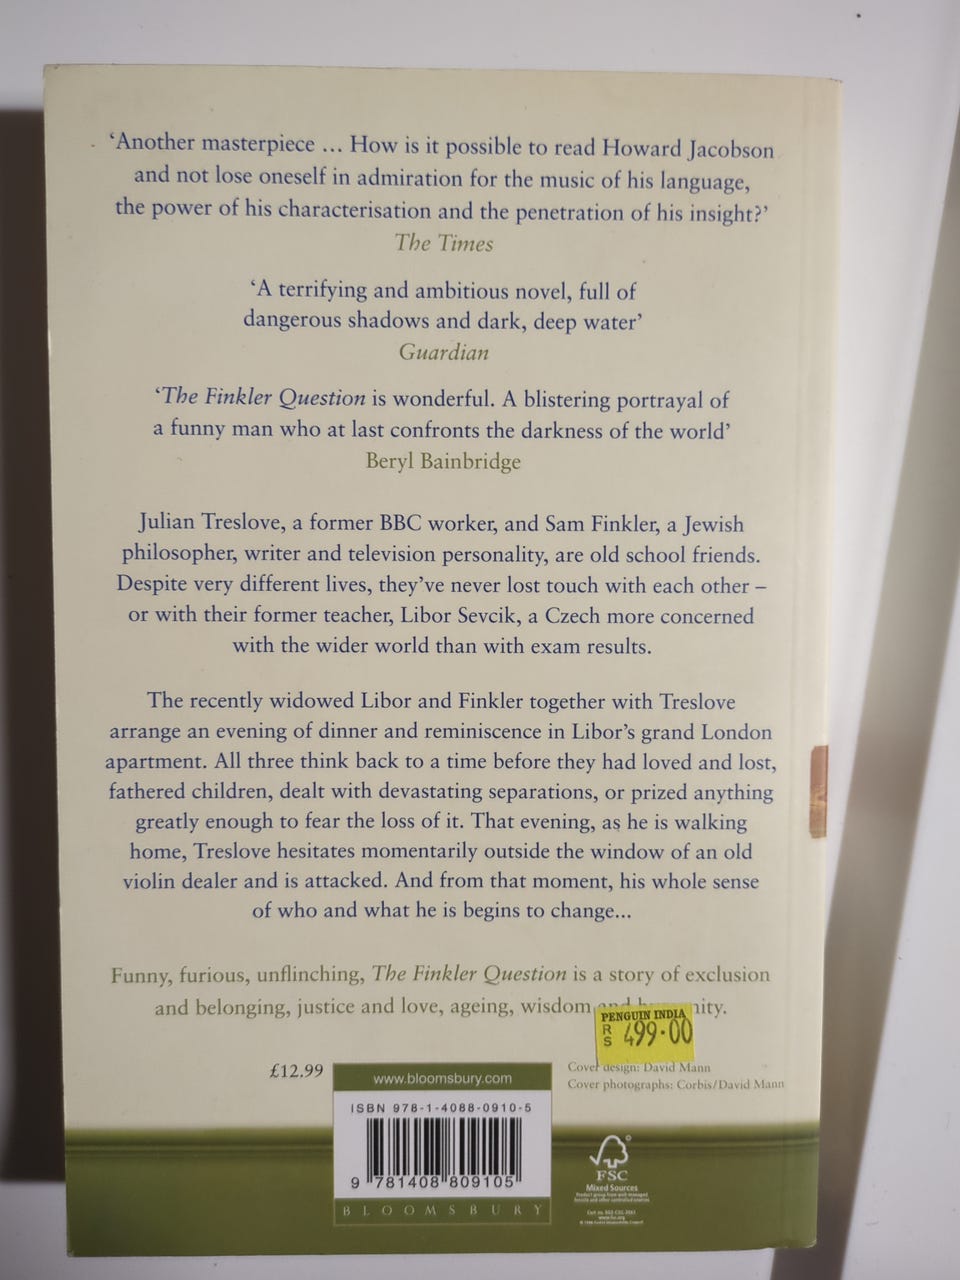 ‘Another masterpiece ... How is it possible to read Howard Jacobson
and not lose oneself in admiration for the music of his language,
the power of his characterisation and the penetration of his insight?’
The Times
‘A terrifying and ambitious novel, full of
dangerous shadows and dark, deep water’
Guardian
‘The Finkler Question is wonderful. A blistering portrayal of
a funny man who at last confronts the darkness of the world’
Beryl Bainbridge
Julian Treslove, a former BBC worker, and Sam Finkler, a Jewish
philosopher, writer and television personality, are old school friends.
Despite very different lives, they’ve never lost touch with each other –
or with their former teacher, Libor Sevcik, a Czech more concerned
with the wider world than with exam results.
The recently widowed Libor and Finkler together with Treslove
arrange an evening of dinner and reminiscence in Libor’s grand London
apartment. All three think back to a time before they had loved and lost,
fathered children, dealt with devastating separations, or prized anything
greatly enough to fear the loss of it. That evening, as he is walking
home, Treslove hesitates momentarily outside the window of an old
violin dealer and is attacked. And from that moment, his whole sense
of who and what he is begins to change...
Funny, furious, unflinching, The Finkler Question is a story of exclusion
and belonging, justice and love, ageing, wisdom
PENGUIN INDIA
RS 499.00
£12.99
www.bloomsbury.com
Cover design: David Mann
Cover photographs: Corbis/David Mann
ISBN 978-1-4088-0910-5
9 781408 809105
BLOOMSBURY
FSC
Mixed Sources
Product group from well-managed
forests and other controlled sources
www.fsc.org